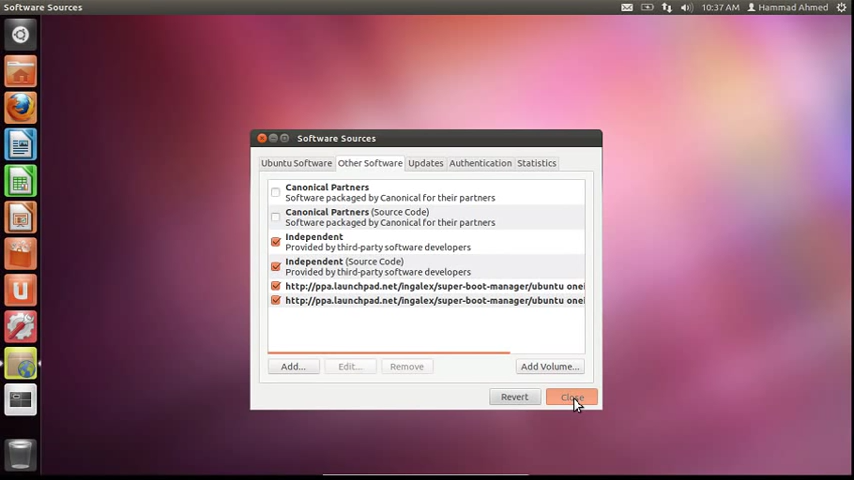 Software Sources
10:37 AM
Hammad Ahmed
Software Sources
Ubuntu Software
Other Software
Updates
Authentication
Statistics
Canonical Partners
Software packaged by Canonical for their partners
Canonical Partners (Source Code)
Software packaged by Canonical for their partners
Independent
Provided by third-party software developers
Independent (Source Code)
Provided by third-party software developers
http://ppa.launchpad.net/ingalex/super-boot-manager/ubuntu onei
http://ppa.launchpad.net/ingalex/super-boot-manager/ubuntu onei
Add...
Edit...
Remove
Add Volume...
Revert
Close